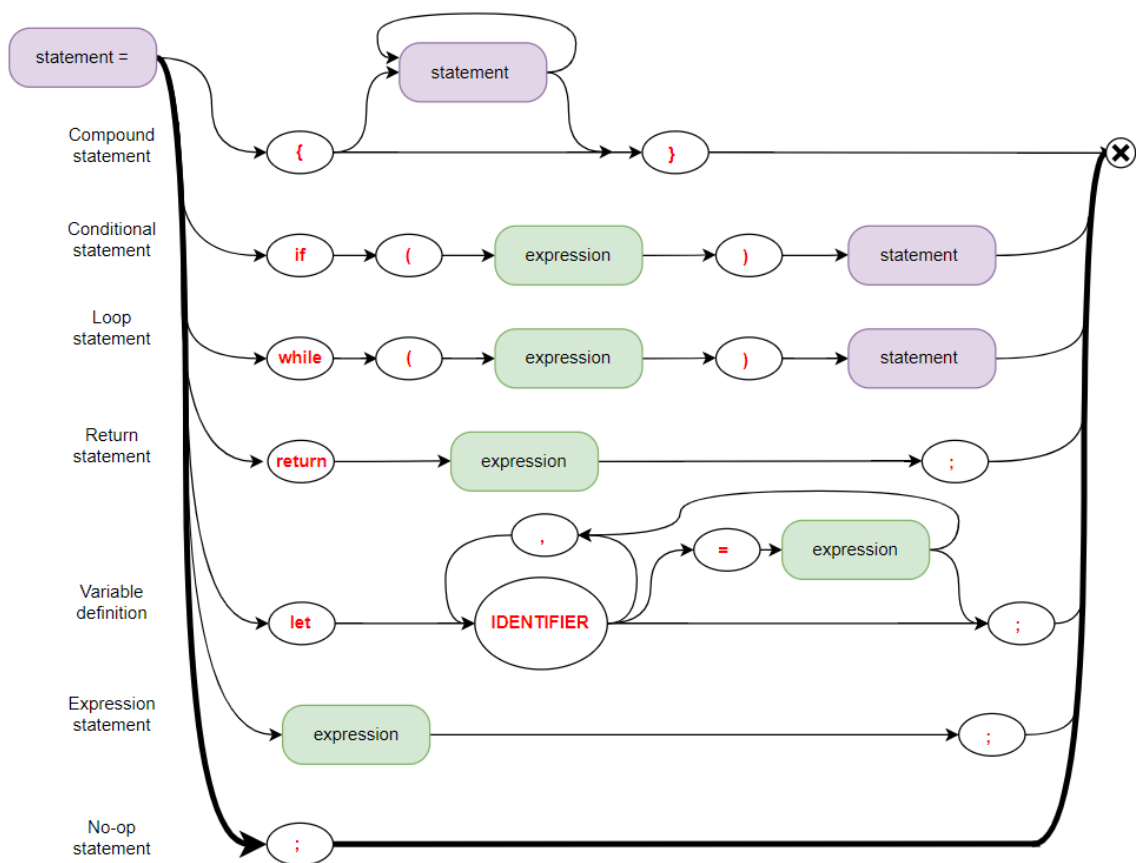 statement =
statement
Compound
statement
{
}
Conditional
statement
if
(
expression
)
statement
Loop
statement
while
(
expression
)
statement
Return
statement
return
expression
;
Variable
definition
let
,
IDENTIFIER
=
expression
;
Expression
statement
expression
;
No-op
statement
;